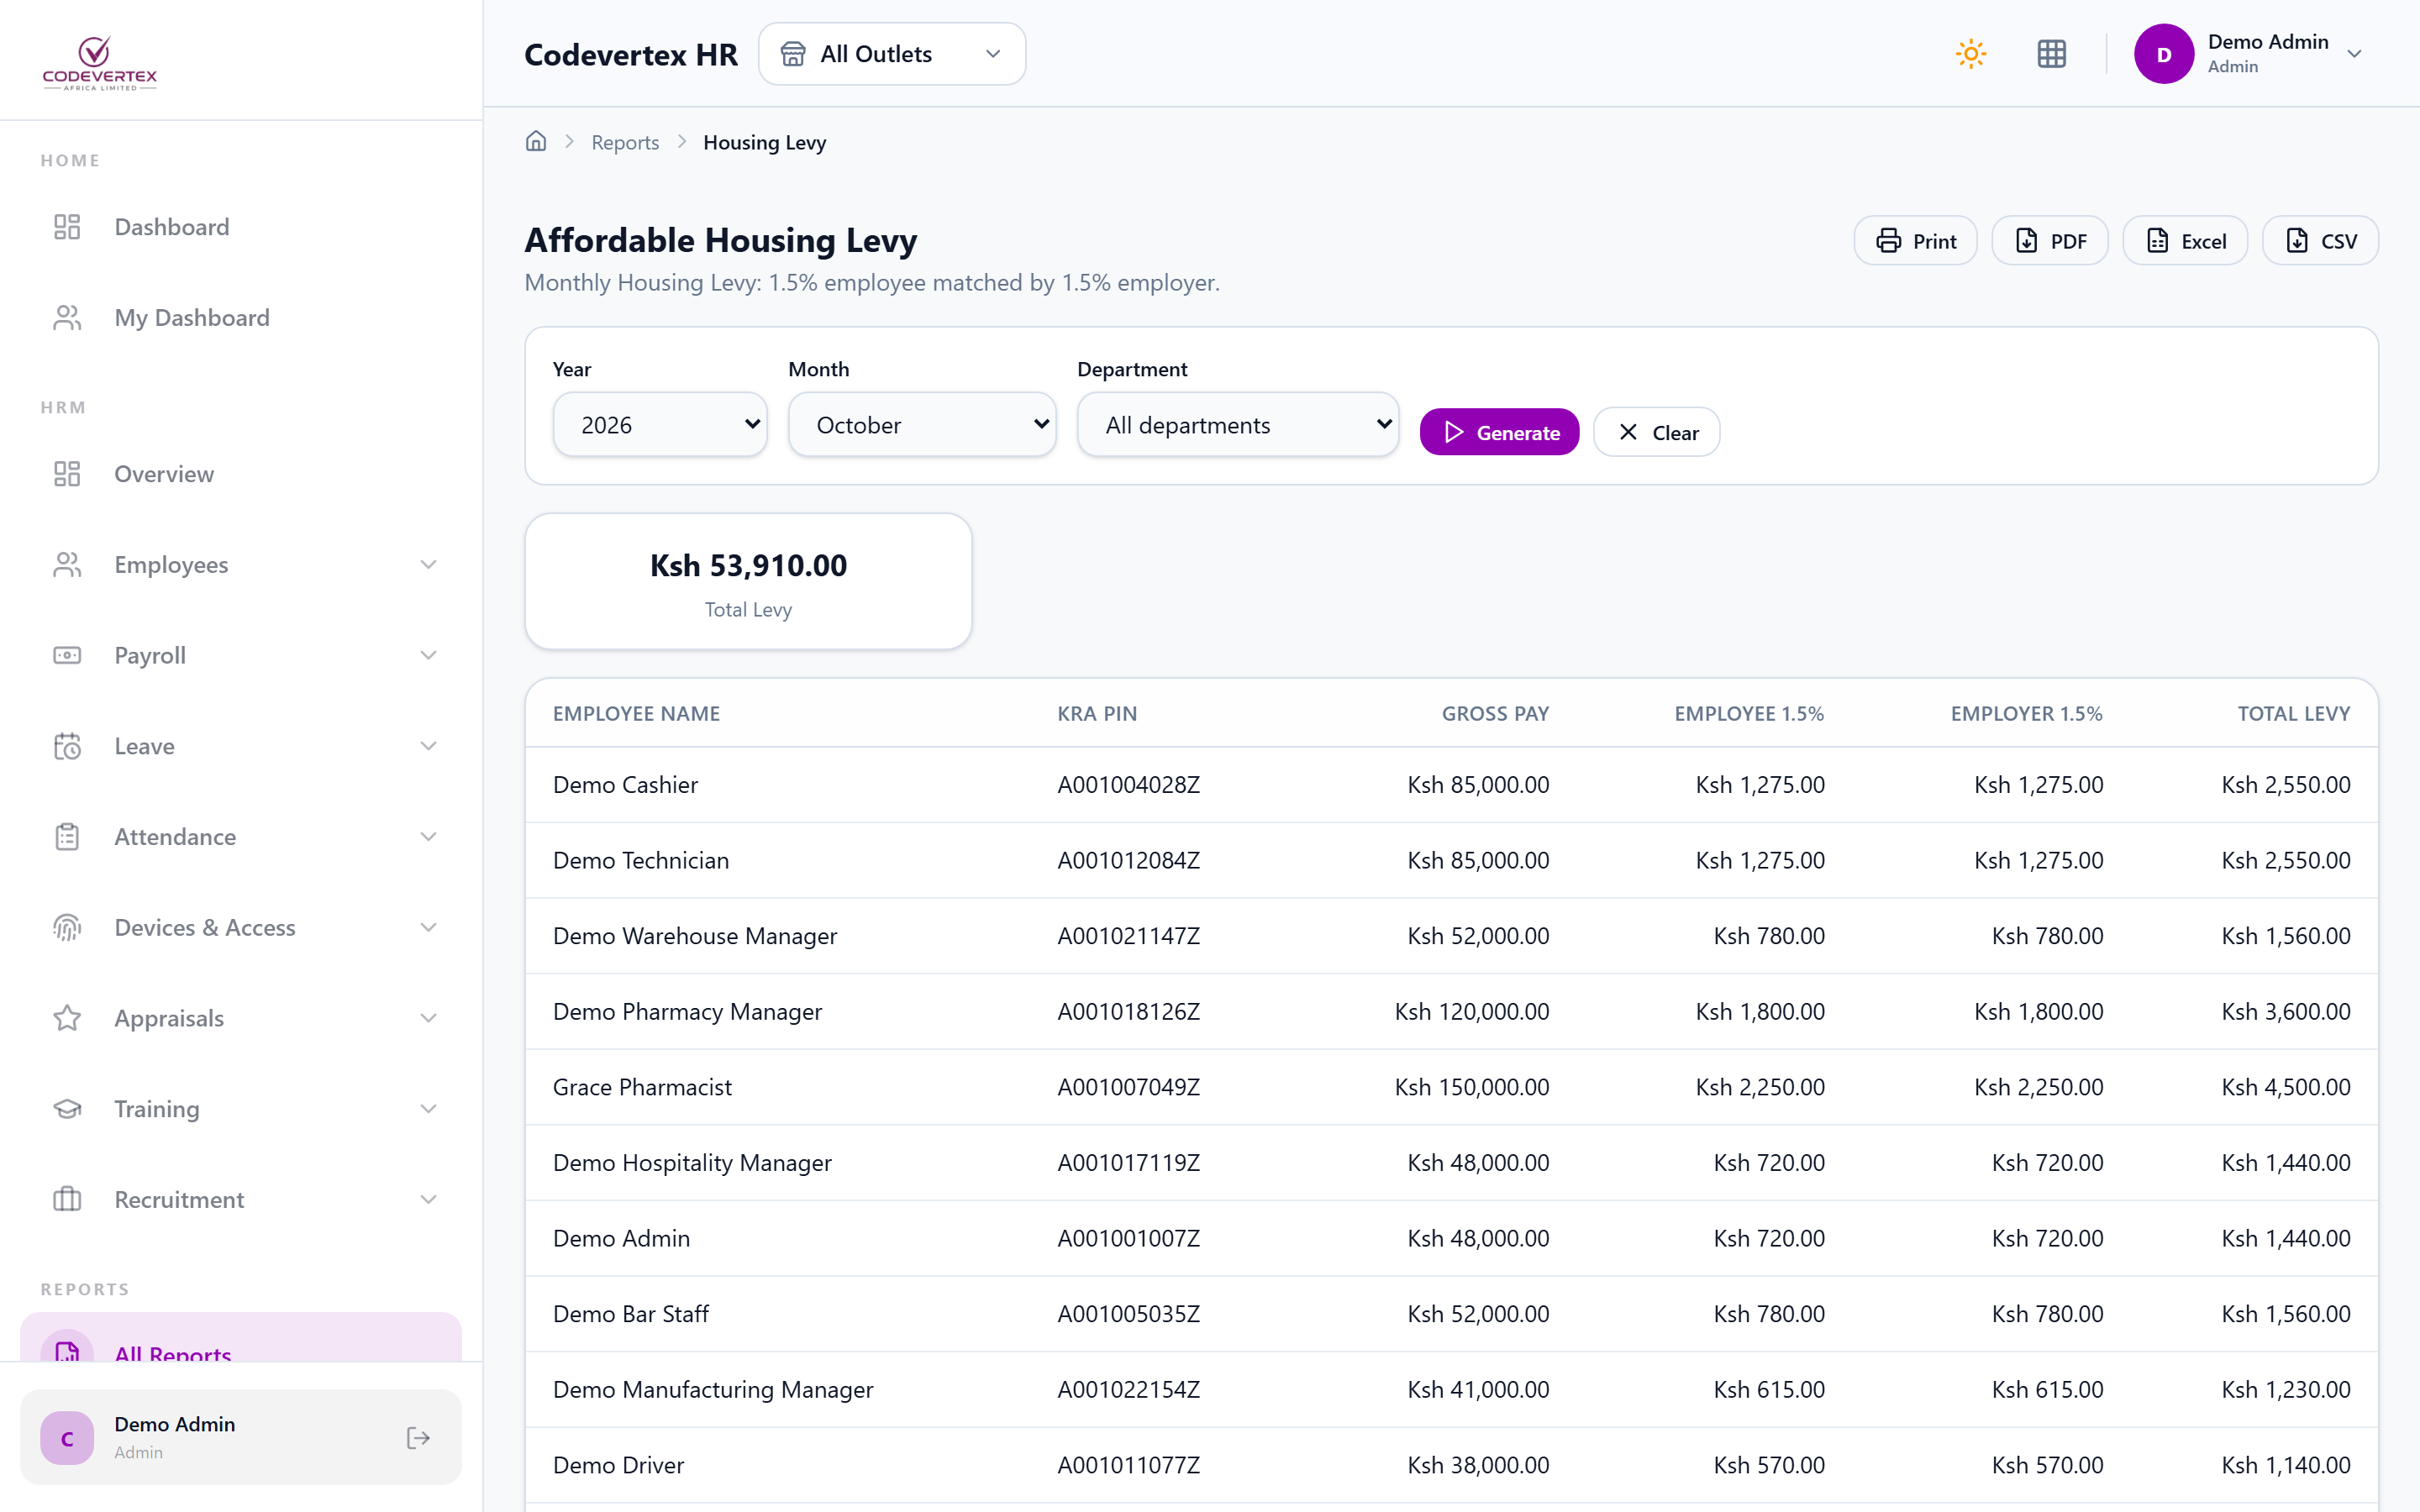 CODEVERTEX
AFRICA LIMITED
HOME
Dashboard
My Dashboard
HRM
Overview
Employees
Payroll
Leave
Attendance
Devices & Access
Appraisals
Training
Recruitment
REPORTS
All Reports
C
Demo Admin
Admin
Codevertex HR
All Outlets
D
Demo Admin
Admin
Reports
Housing Levy
Affordable Housing Levy
Monthly Housing Levy: 1.5% employee matched by 1.5% employer.
Print
PDF
Excel
CSV
Year
Month
Department
2026
October
All departments
Generate
Clear
Ksh 53,910.00
Total Levy
EMPLOYEE NAME KRA PIN GROSS PAY EMPLOYEE 1.5% EMPLOYER 1.5% TOTAL LEVY
Demo Cashier A001004028Z Ksh 85,000.00 Ksh 1,275.00 Ksh 1,275.00 Ksh 2,550.00
Demo Technician A001012084Z Ksh 85,000.00 Ksh 1,275.00 Ksh 1,275.00 Ksh 2,550.00
Demo Warehouse Manager A001021147Z Ksh 52,000.00 Ksh 780.00 Ksh 780.00 Ksh 1,560.00
Demo Pharmacy Manager A001018126Z Ksh 120,000.00 Ksh 1,800.00 Ksh 1,800.00 Ksh 3,600.00
Grace Pharmacist A001007049Z Ksh 150,000.00 Ksh 2,250.00 Ksh 2,250.00 Ksh 4,500.00
Demo Hospitality Manager A001017119Z Ksh 48,000.00 Ksh 720.00 Ksh 720.00 Ksh 1,440.00
Demo Admin A001001007Z Ksh 48,000.00 Ksh 720.00 Ksh 720.00 Ksh 1,440.00
Demo Bar Staff A001005035Z Ksh 52,000.00 Ksh 780.00 Ksh 780.00 Ksh 1,560.00
Demo Manufacturing Manager A001022154Z Ksh 41,000.00 Ksh 615.00 Ksh 615.00 Ksh 1,230.00
Demo Driver A001011077Z Ksh 38,000.00 Ksh 570.00 Ksh 570.00 Ksh 1,140.00